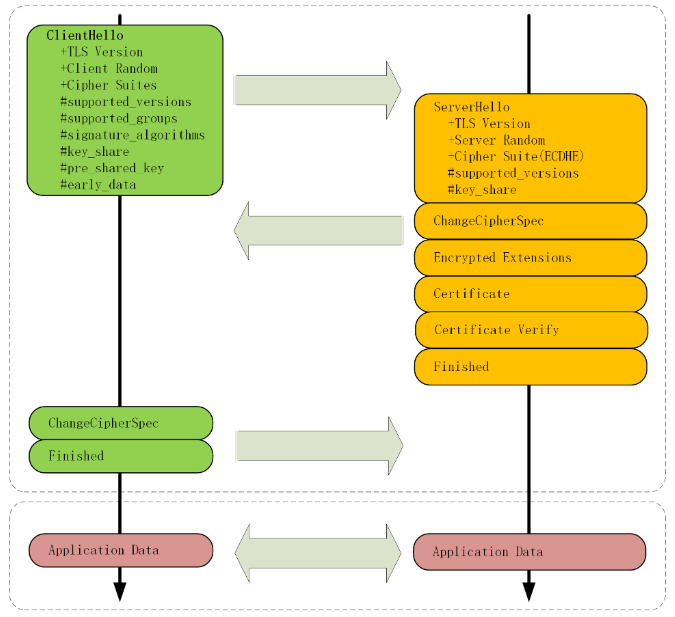 ClientHello
+TLS Version
+Client Random
+Cipher Suites
#supported_versions
#supported_groups
#signature_algorithms
#key_share
#pre_shared_key
#early_data
ServerHello
+TLS Version
+Server Random
+Cipher Suite(ECDHE)
#supported_versions
#key_share
ChangeCipherSpec
Encrypted Extensions
Certificate
Certificate Verify
Finished
ChangeCipherSpec
Finished
Application Data
Application Data